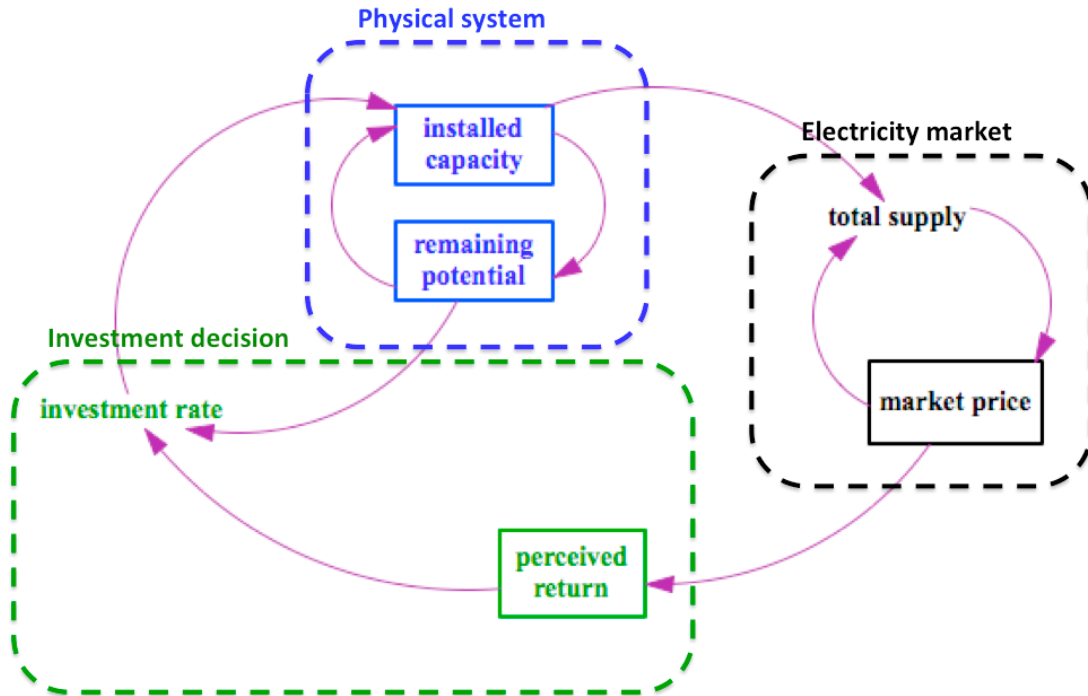 Physical system
installed
capacity
Electricity market
total supply
remaining
potential
Investment decision
investment rate
market price
perceived
return